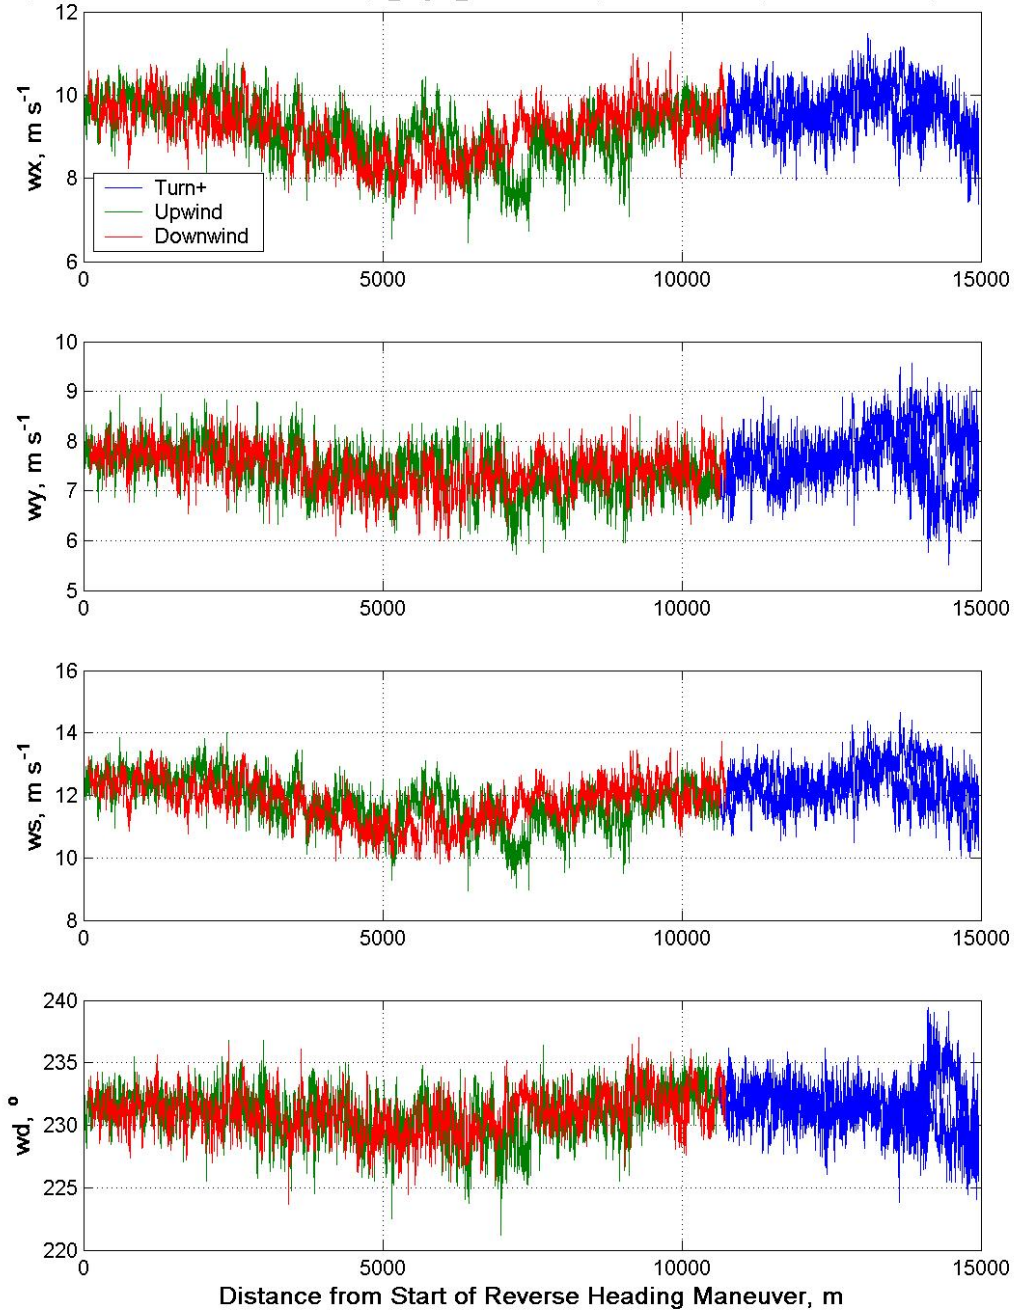 12
10
8
6
wx, m s-1
Turn+
Upwind
Downwind
0 5000 10000 15000
10
9
8
7
6
5
wy, m s-1
0 5000 10000 15000
16
14
12
10
8
ws, m s-1
0 5000 10000 15000
240
235
230
225
220
wd, o
0 5000 10000 15000
Distance from Start of Reverse Heading Maneuver, m